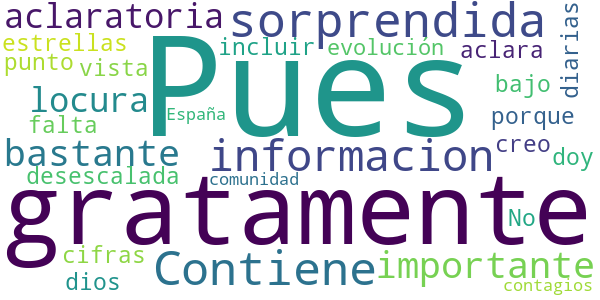 aclaratoria sorprendida diarias
estrellas incluir evolución aclara
punto vista Pues bajo
locura España porque
falta
bastante informacion creo doy
desescalada comunidad
gratamente No
cifras Contiene importante
dios contagios